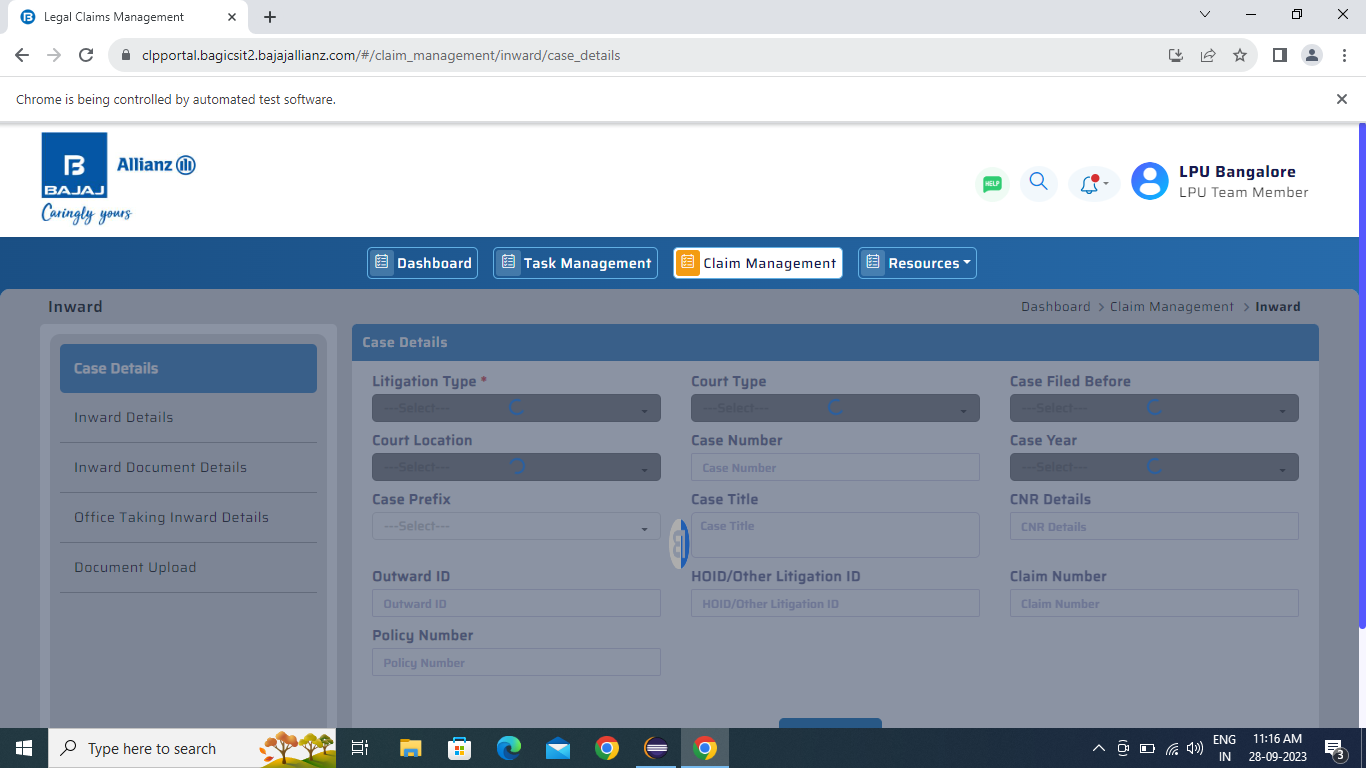 Legal Claims Management
clpportal.bagicsit2.bajajallianz.com/#/claim_management/inward/case_details
Chrome is being controlled by automated test software.
BAJAJ
Allianz
Caringly yours
HELP
LPU Bangalore
LPU Team Member
Dashboard
Task Management
Claim Management
Resources
Inward
Dashboard > Claim Management > Inward
Case Details
Inward Details
Inward Document Details
Office Taking Inward Details
Document Upload
Case Details
Litigation Type *
Court Type
Case Filed Before
---Select---
---Select---
---Select---
Court Location
Case Number
Case Year
---Select---
Case Number
---Select---
Case Prefix
Case Title
CNR Details
---Select---
Case Title
CNR Details
Outward ID
HOID/Other Litigation ID
Claim Number
Outward ID
HOID/Other Litigation ID
Claim Number
Policy Number
Policy Number
Type here to search
ENG
IN
11:16 AM
28-09-2023
3